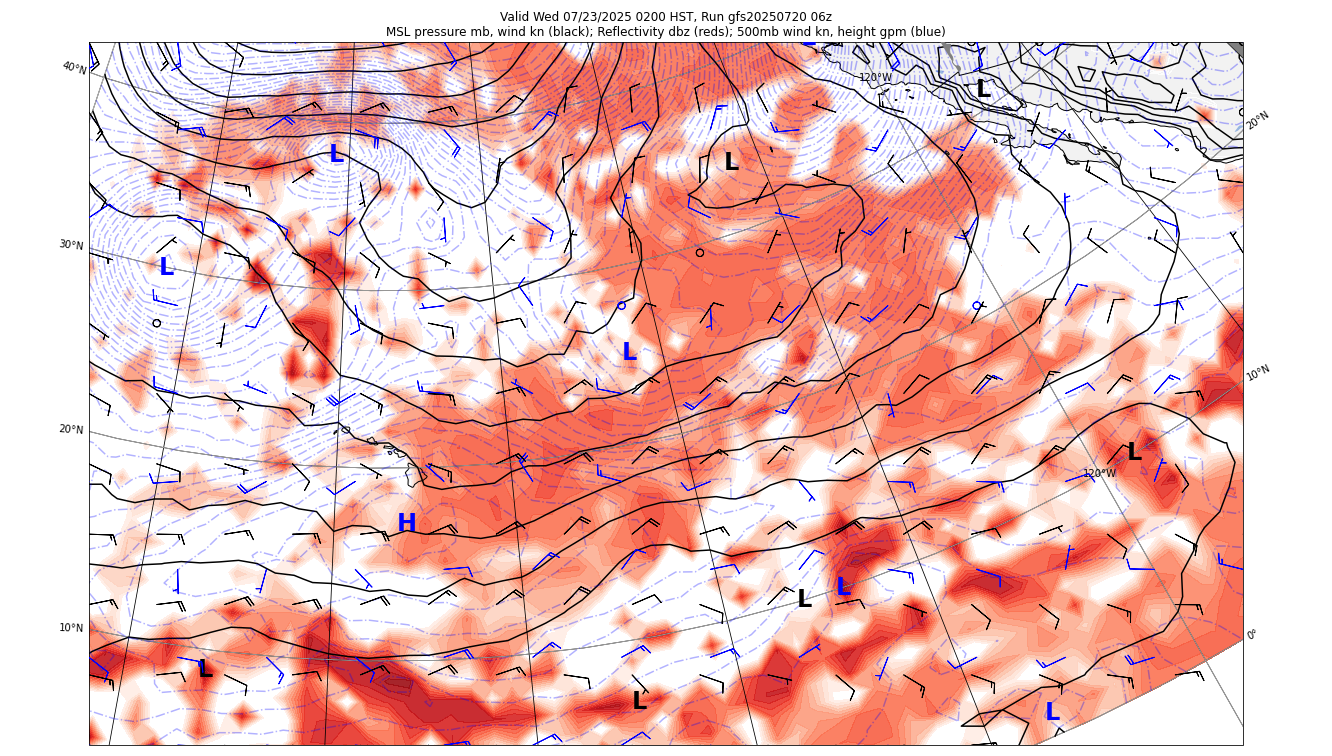 Valid Wed 07/23/2025 0200 HST, Run gfs20250720 06z
MSL pressure mb, wind kn (black); Reflectivity dbz (reds); 500mb wind kn, height gpm (blue)
L
40°N
120°W
L
20°N
L
L
30°N
L
L
10°N
20°N
L
120°W
H
L
L
10°N
0°
L
L
L